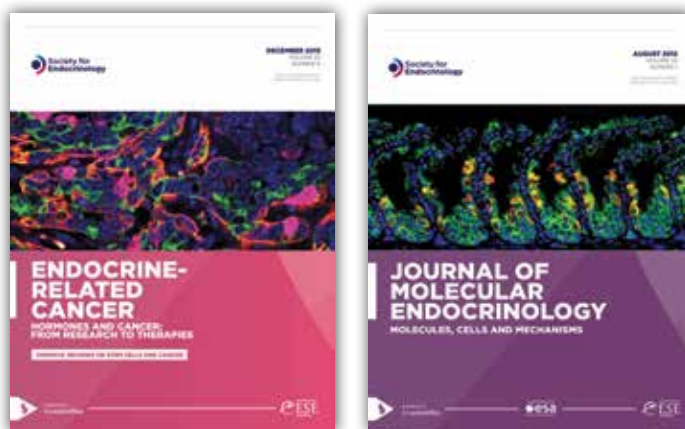 Society for
Endocrinology
DECEMBER 2015
ENDOCRINE-
RELATED
CANCER
HORMONES AND CANCER:
FROM RESEARCH TO THERAPIES
ESE
Society for
Endocrinology
AUGUST 2015
JOURNAL OF
MOLECULAR
ENDOCRINOLOGY
MOLECULES, CELLS AND MECHANISMS
esa
ESE